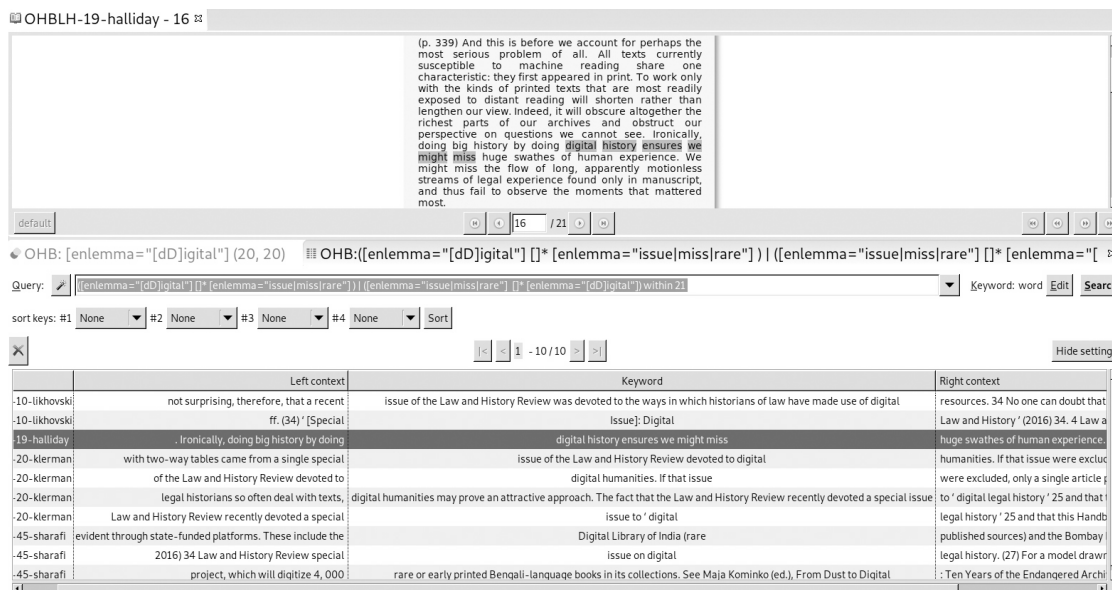 OHBLH-19-halliday - 16
(p. 339) And this is before we account for perhaps the
most serious problem of all. All texts currently
susceptible to machine reading share one
characteristic: they first appeared in print. To work only
with the kinds of printed texts that are most readily
exposed to distant reading will shorten rather than
lengthen our view. Indeed, it will obscure altogether the
richest parts of our archives and obstruct our
perspective on questions we cannot see. Ironically,
doing big history by doing digital history ensures we
might miss huge swathes of human experience. We
might miss the flow of long, apparently motionless
streams of legal experience found only in manuscript,
and thus fail to observe the moments that mattered
most.
default 16 / 21
OHB: [enlemma="[dD]igital"] (20, 20) OHB:([enlemma="[dD]igital"] []* [enlemma="issue|miss|rare"] ) | ([enlemma="issue|miss|rare"] []* [enlemma="[
Query: ([enlemma="[dD]igital"] []* [enlemma="issue|miss|rare"] ) | ([enlemma="issue|miss|rare"] []* [enlemma="[dD]igital"]) within 21 Keyword: word Edit Searc
sort keys: #1 None #2 None #3 None #4 None Sort
|< < 1 - 10 / 10 > >| Hide setting
Left context Keyword Right context
-10-likhovski not surprising, therefore, that a recent issue of the Law and History Review was devoted to the ways in which historians of law have made use of digital resources. 34 No one can doubt that
-10-likhovski ff. (34) ' [Special Issue]: Digital Law and History ' (2016) 34. 4 Law a
-19-halliday . Ironically, doing big history by doing digital history ensures we might miss huge swathes of human experience.
-20-klerman with two-way tables came from a single special issue of the Law and History Review devoted to digital humanities. If that issue were exclud
-20-klerman of the Law and History Review devoted to digital humanities. If that issue were excluded, only a single article p
-20-klerman legal historians so often deal with texts, digital humanities may prove an attractive approach. The fact that the Law and History Review recently devoted a special issue to ' digital legal history ' 25 and that t
-20-klerman Law and History Review recently devoted a special issue to ' digital legal history ' 25 and that this Handb
-45-sharafi evident through state-funded platforms. These include the Digital Library of India (rare published sources) and the Bombay
-45-sharafi 2016) 34 Law and History Review special issue on digital legal history. (27) For a model drawn
-45-sharafi project, which will digitize 4, 000 rare or early printed Bengali-language books in its collections. See Maja Kominko (ed.), From Dust to Digital : Ten Years of the Endangered Archi